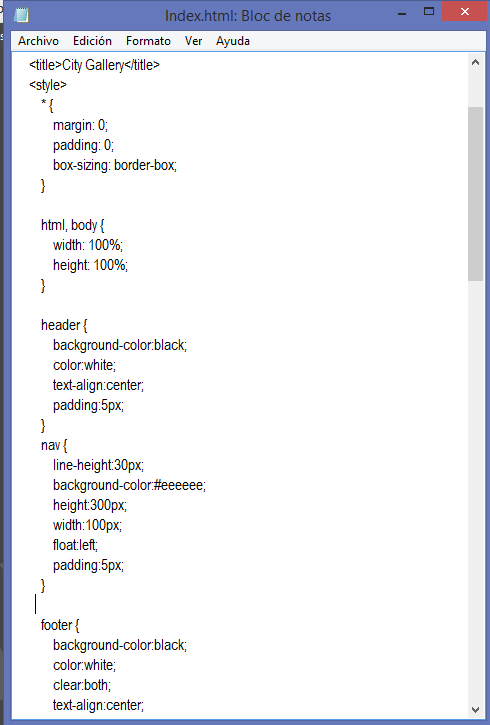 Index.html: Bloc de notas
Archivo Edición Formato Ver Ayuda
<title>City Gallery</title>
<style>
* {
margin: 0;
padding: 0;
box-sizing: border-box;
}
html, body {
width: 100%;
height: 100%;
}
header {
background-color:black;
color:white;
text-align:center;
padding:5px;
}
nav {
line-height:30px;
background-color:#eeeeee;
height:300px;
width:100px;
float:left;
padding:5px;
}
footer {
background-color:black;
color:white;
clear:both;
text-align:center;